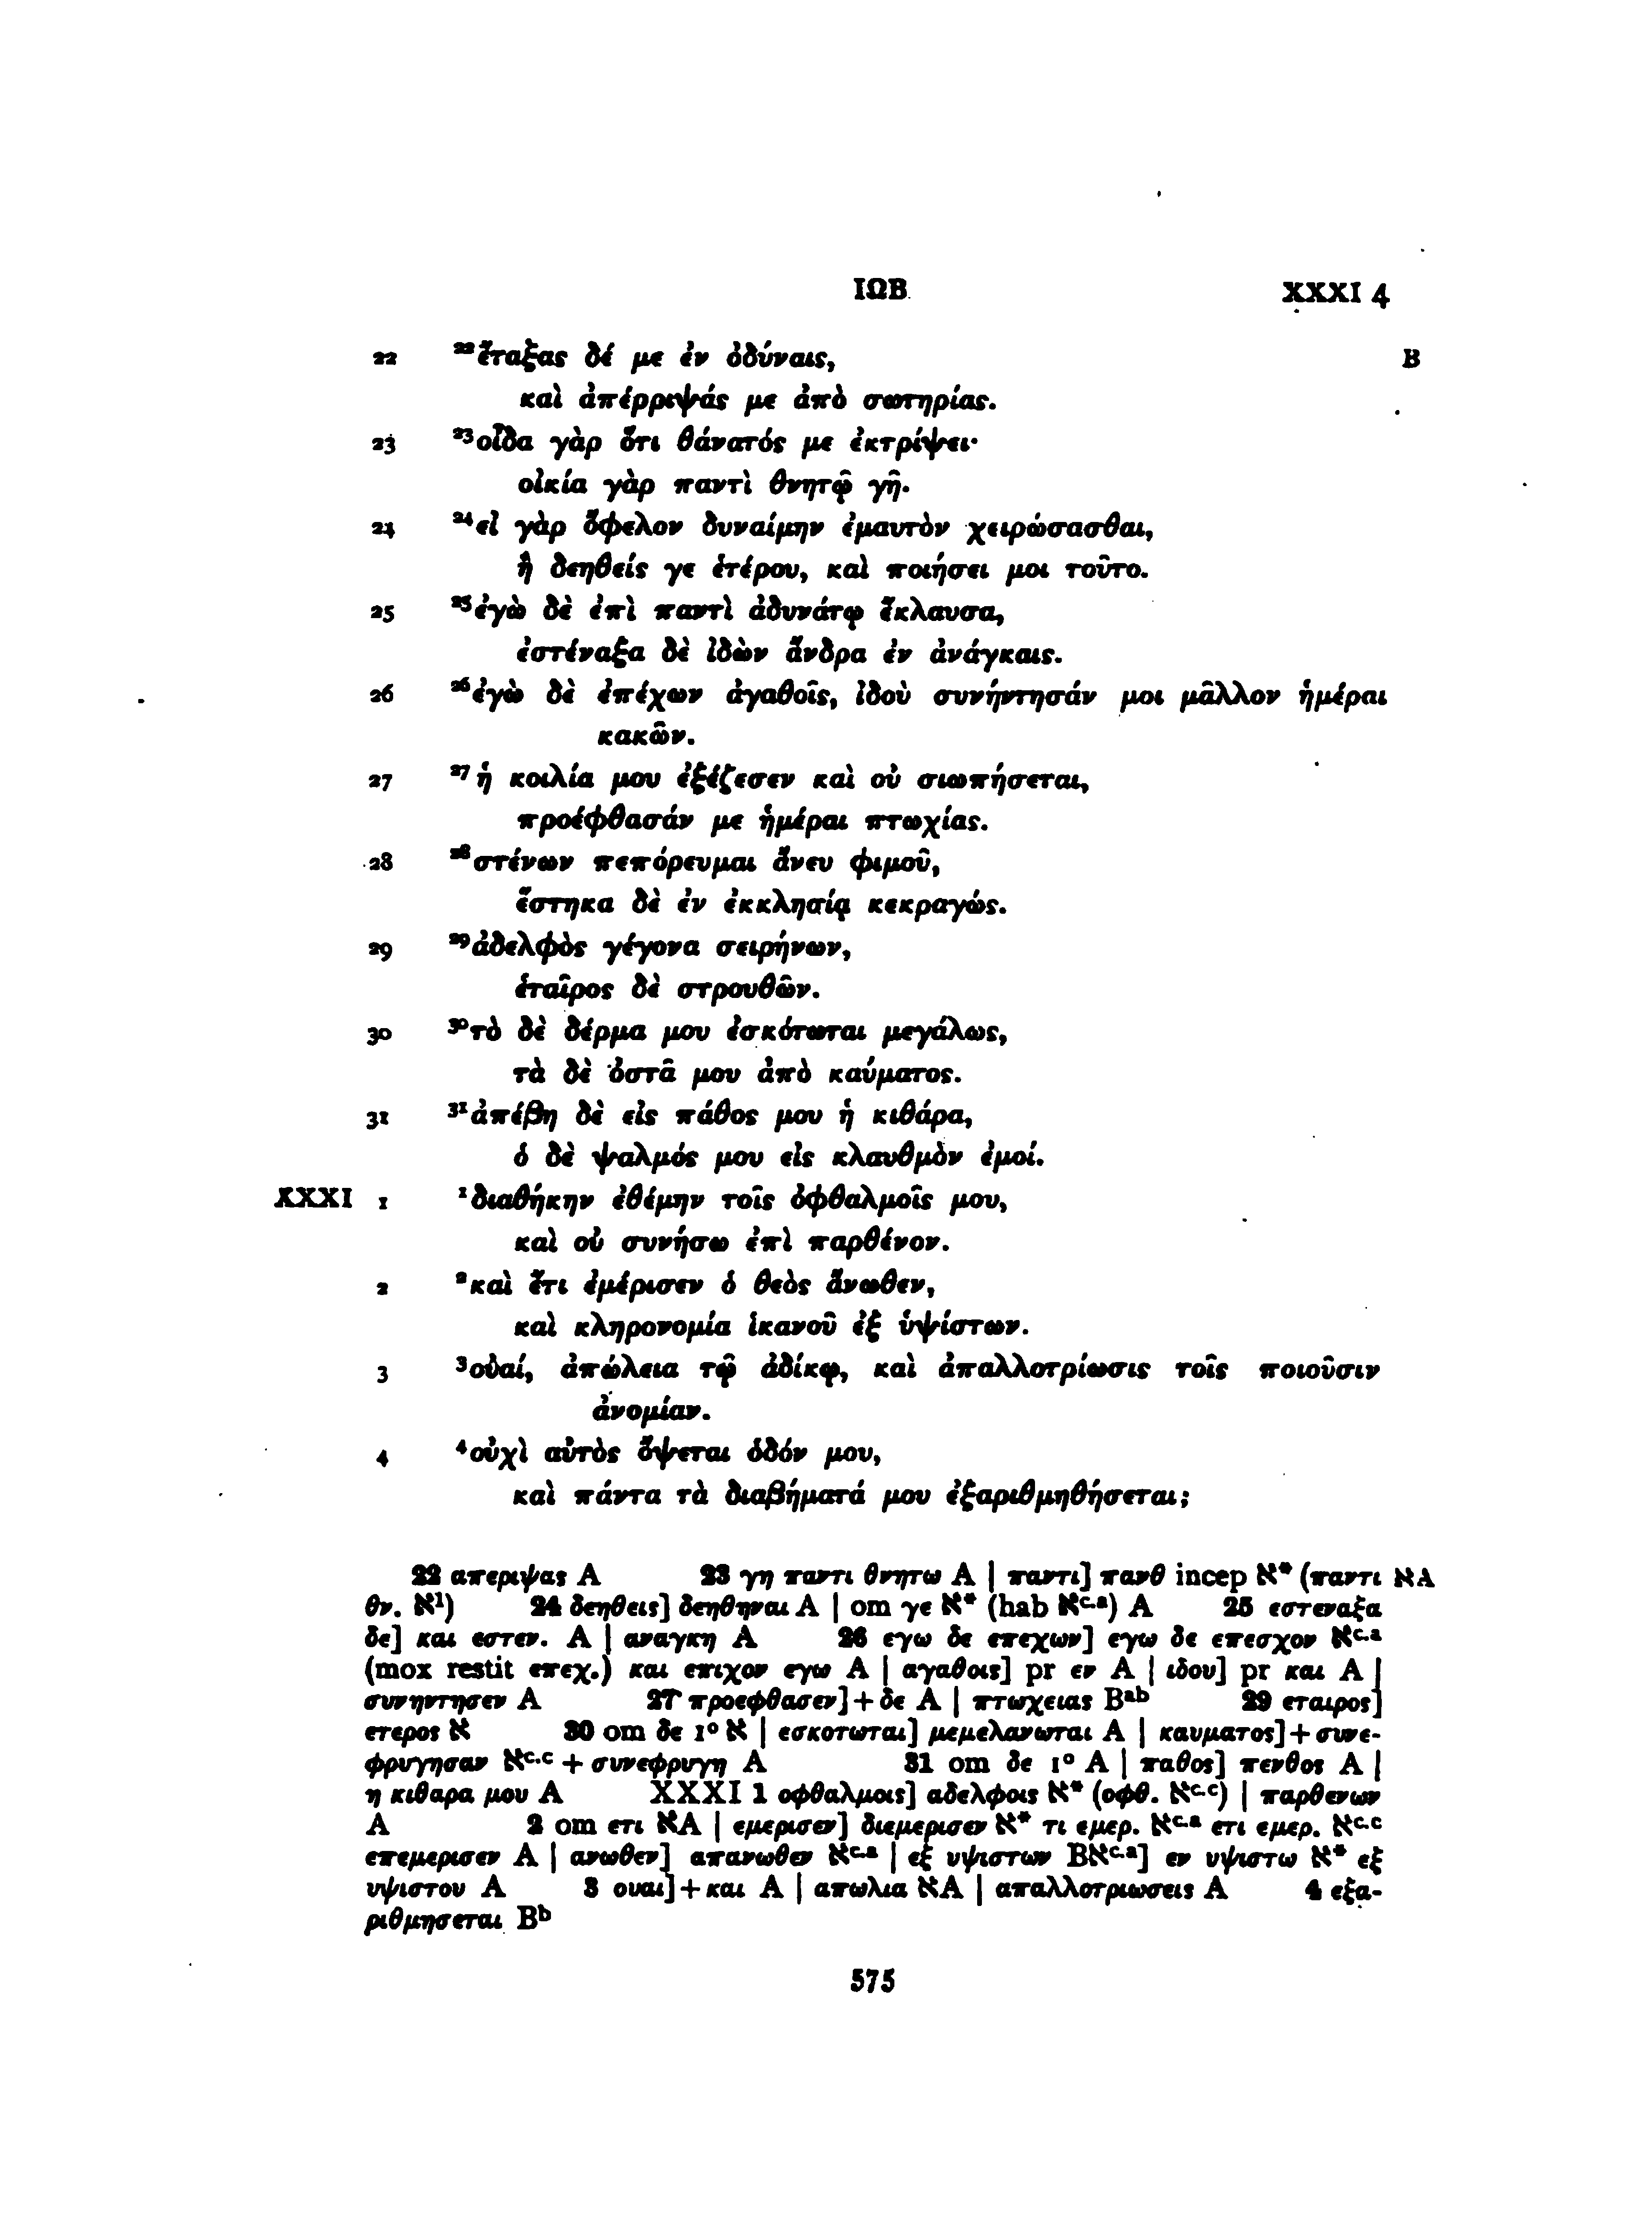 ΙΩΒ XXXI 4
22 ²²ἔταξας δέ με ἐν ὀδύναις, B
καὶ ἀπέρριψάς με ἀπὸ σωτηρίας.
23 ²³οἶδα γὰρ ὅτι θάνατός με ἐκτρίψει·
οἰκία γὰρ παντὶ θνητῷ γῆ.
24 ²⁴εἰ γὰρ ὄφελον δυναίμην ἐμαυτὸν χειρώσασθαι,
ἢ δεηθείς γε ἑτέρου, καὶ ποιήσει μοι τοῦτο.
25 ²⁵ἐγὼ δὲ ἐπὶ παντὶ ἀδυνάτῳ ἔκλαυσα,
ἐστέναξα δὲ ἰδὼν ἄνδρα ἐν ἀνάγκαις.
26 ²⁶ἐγὼ δὲ ἐπέχων ἀγαθοῖς, ἰδοὺ συνήντησάν μοι μᾶλλον ἡμέραι
κακῶν.
27 ²⁷ἡ κοιλία μου ἐξέζεσεν καὶ οὐ σιωπήσεται,
προέφθασάν με ἡμέραι πτωχίας.
28 ²⁸στένων πεπόρευμαι ἄνευ φιμοῦ,
ἕστηκα δὲ ἐν ἐκκλησίᾳ κεκραγώς.
29 ²⁹ἀδελφὸς γέγονα σειρήνων,
ἑταῖρος δὲ στρουθῶν.
30 ³⁰τὸ δὲ δέρμα μου ἐσκότωται μεγάλως,
τὰ δὲ ὀστᾶ μου ἀπὸ καύματος.
31 ³¹ἀπέβη δὲ εἰς πάθος μου ἡ κιθάρα,
ὁ δὲ ψαλμός μου εἰς κλαυθμὸν ἐμοί.
XXXI 1 ¹διαθήκην ἐθέμην τοῖς ὀφθαλμοῖς μου,
καὶ οὐ συνήσω ἐπὶ παρθένον.
2 ²καὶ ἔτι ἐμέρισεν ὁ θεὸς ἄνωθεν,
καὶ κληρονομία ἱκανοῦ ἐξ ὑψίστων.
3 ³οὐαί, ἀπώλεια τῷ ἀδίκῳ, καὶ ἀπαλλοτρίωσις τοῖς ποιοῦσιν
ἀνομίαν.
4 ⁴οὐχὶ αὐτὸς ὄψεται ὁδόν μου,
καὶ πάντα τὰ διαβήματά μου ἐξαριθμηθήσεται;
22 απεριψας A 23 γη παντι θνητω A | παντι] πανθ incep ℵ* (παντι ℵA
θν. ℵ¹) 24 δεηθεις] δεηθηναι A | om γε ℵ* (hab ℵᶜ·ᵃ) A 25 εστεναξα
δε] και εστεν. A | αναγκη A 26 εγω δε επεχων] εγω δε επεσχον ℵᶜ·ᵃ
(mox restit επεχ.) και επιχον εγω A | αγαθοις] pr εν A | ιδου] pr και A |
συνηντησεν A 27 προεφθασεν]+δε A | πτωχειας Bᵃᵇ 29 εταιρος]
ετερος ℵ 30 om δε 1° ℵ | εσκοτωται] μεμελανωται A | καυματος]+συνε-
φρυγησαν ℵᶜ·ᶜ +συνεφρυγη A 31 om δε 1° A | παθος] πενθος A |
η κιθαρα μου A XXXI 1 οφθαλμοις] αδελφοις ℵ* (οφθ. ℵᶜ·ᶜ) | παρθενων
A 2 om ετι ℵA | εμερισεν] διεμερισεν ℵ* τι εμερ. ℵᶜ·ᵃ ετι εμερ. ℵᶜ·ᶜ
επεμερισεν A | ανωθεν] απανωθεν ℵᶜ·ᵃ | εξ υψιστων Bℵᶜ·ᵃ] εν υψιστω ℵ* εξ
υψιστου A 3 ουαι]+και A | απωλια ℵA | απαλλοτριωσεις A 4 εξα-
ριθμησεται Bᵇ
575